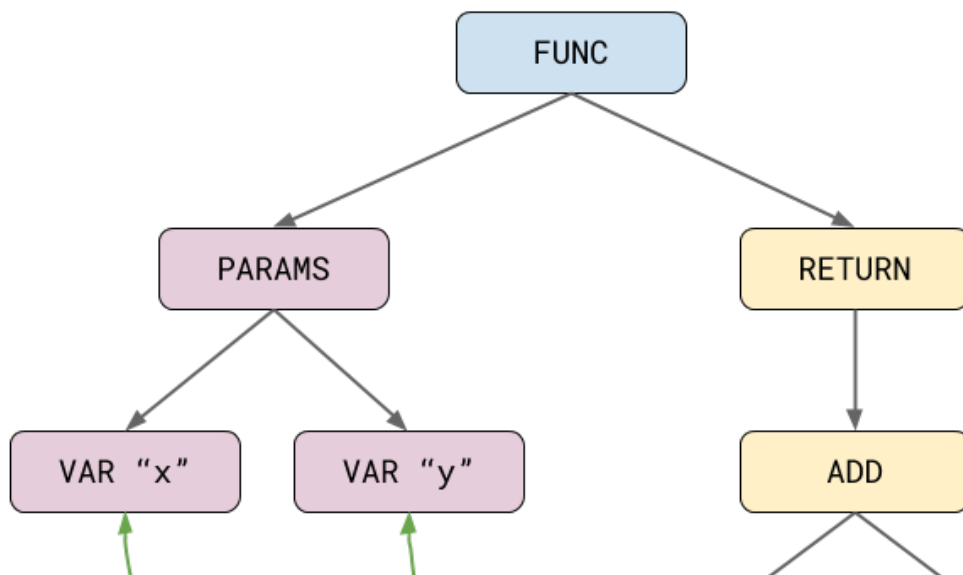 FUNC
PARAMS
RETURN
VAR “x”
VAR “y”
ADD